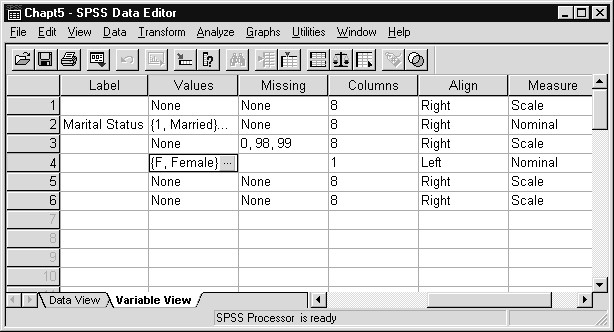 Chapt5 - SPSS Data Editor
File Edit View Data Transform Analyze Graphs Utilities Window Help
Label Values Missing Columns Align Measure
1 None None 8 Right Scale
2 Marital Status {1, Married}... None 8 Right Nominal
3 None 0, 98, 99 8 Right Scale
4 {F, Female} ... 1 Left Nominal
5 None None 8 Right Scale
6 None None 8 Right Scale
7
8
9
10
Data View Variable View
SPSS Processor is ready